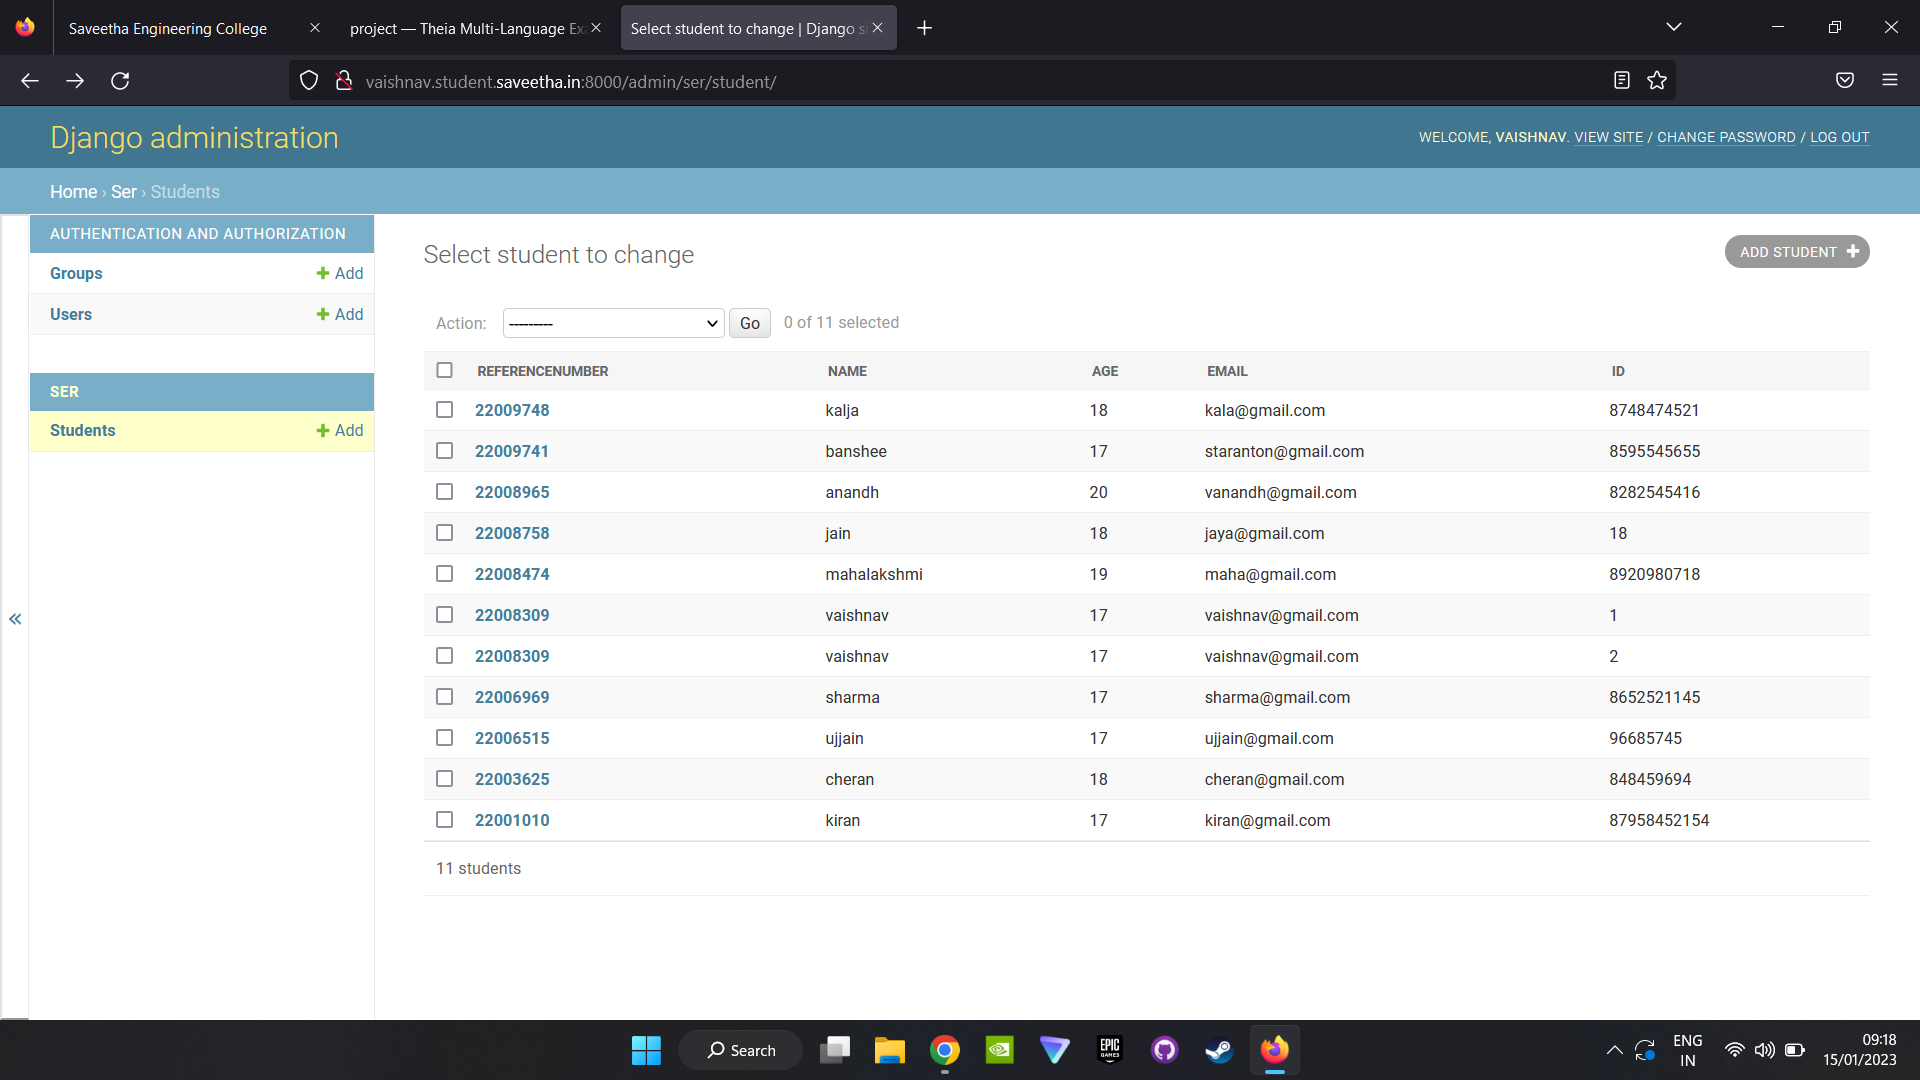 Saveetha Engineering College
project — Theia Multi-Language Ex
Select student to change | Django si
vaishnav.student.saveetha.in:8000/admin/ser/student/
Django administration
WELCOME, VAISHNAV. VIEW SITE / CHANGE PASSWORD / LOG OUT
Home › Ser › Students
AUTHENTICATION AND AUTHORIZATION
Groups + Add
Users + Add
SER
Students + Add
«
Select student to change
ADD STUDENT +
Action: --------- Go 0 of 11 selected
REFERENCENUMBER NAME AGE EMAIL ID
22009748 kalja 18 kala@gmail.com 8748474521
22009741 banshee 17 staranton@gmail.com 8595545655
22008965 anandh 20 vanandh@gmail.com 8282545416
22008758 jain 18 jaya@gmail.com 18
22008474 mahalakshmi 19 maha@gmail.com 8920980718
22008309 vaishnav 17 vaishnav@gmail.com 1
22008309 vaishnav 17 vaishnav@gmail.com 2
22006969 sharma 17 sharma@gmail.com 8652521145
22006515 ujjain 17 ujjain@gmail.com 96685745
22003625 cheran 18 cheran@gmail.com 848459694
22001010 kiran 17 kiran@gmail.com 87958452154
11 students
Search
EPIC
GAMES
ENG
IN
09:18
15/01/2023